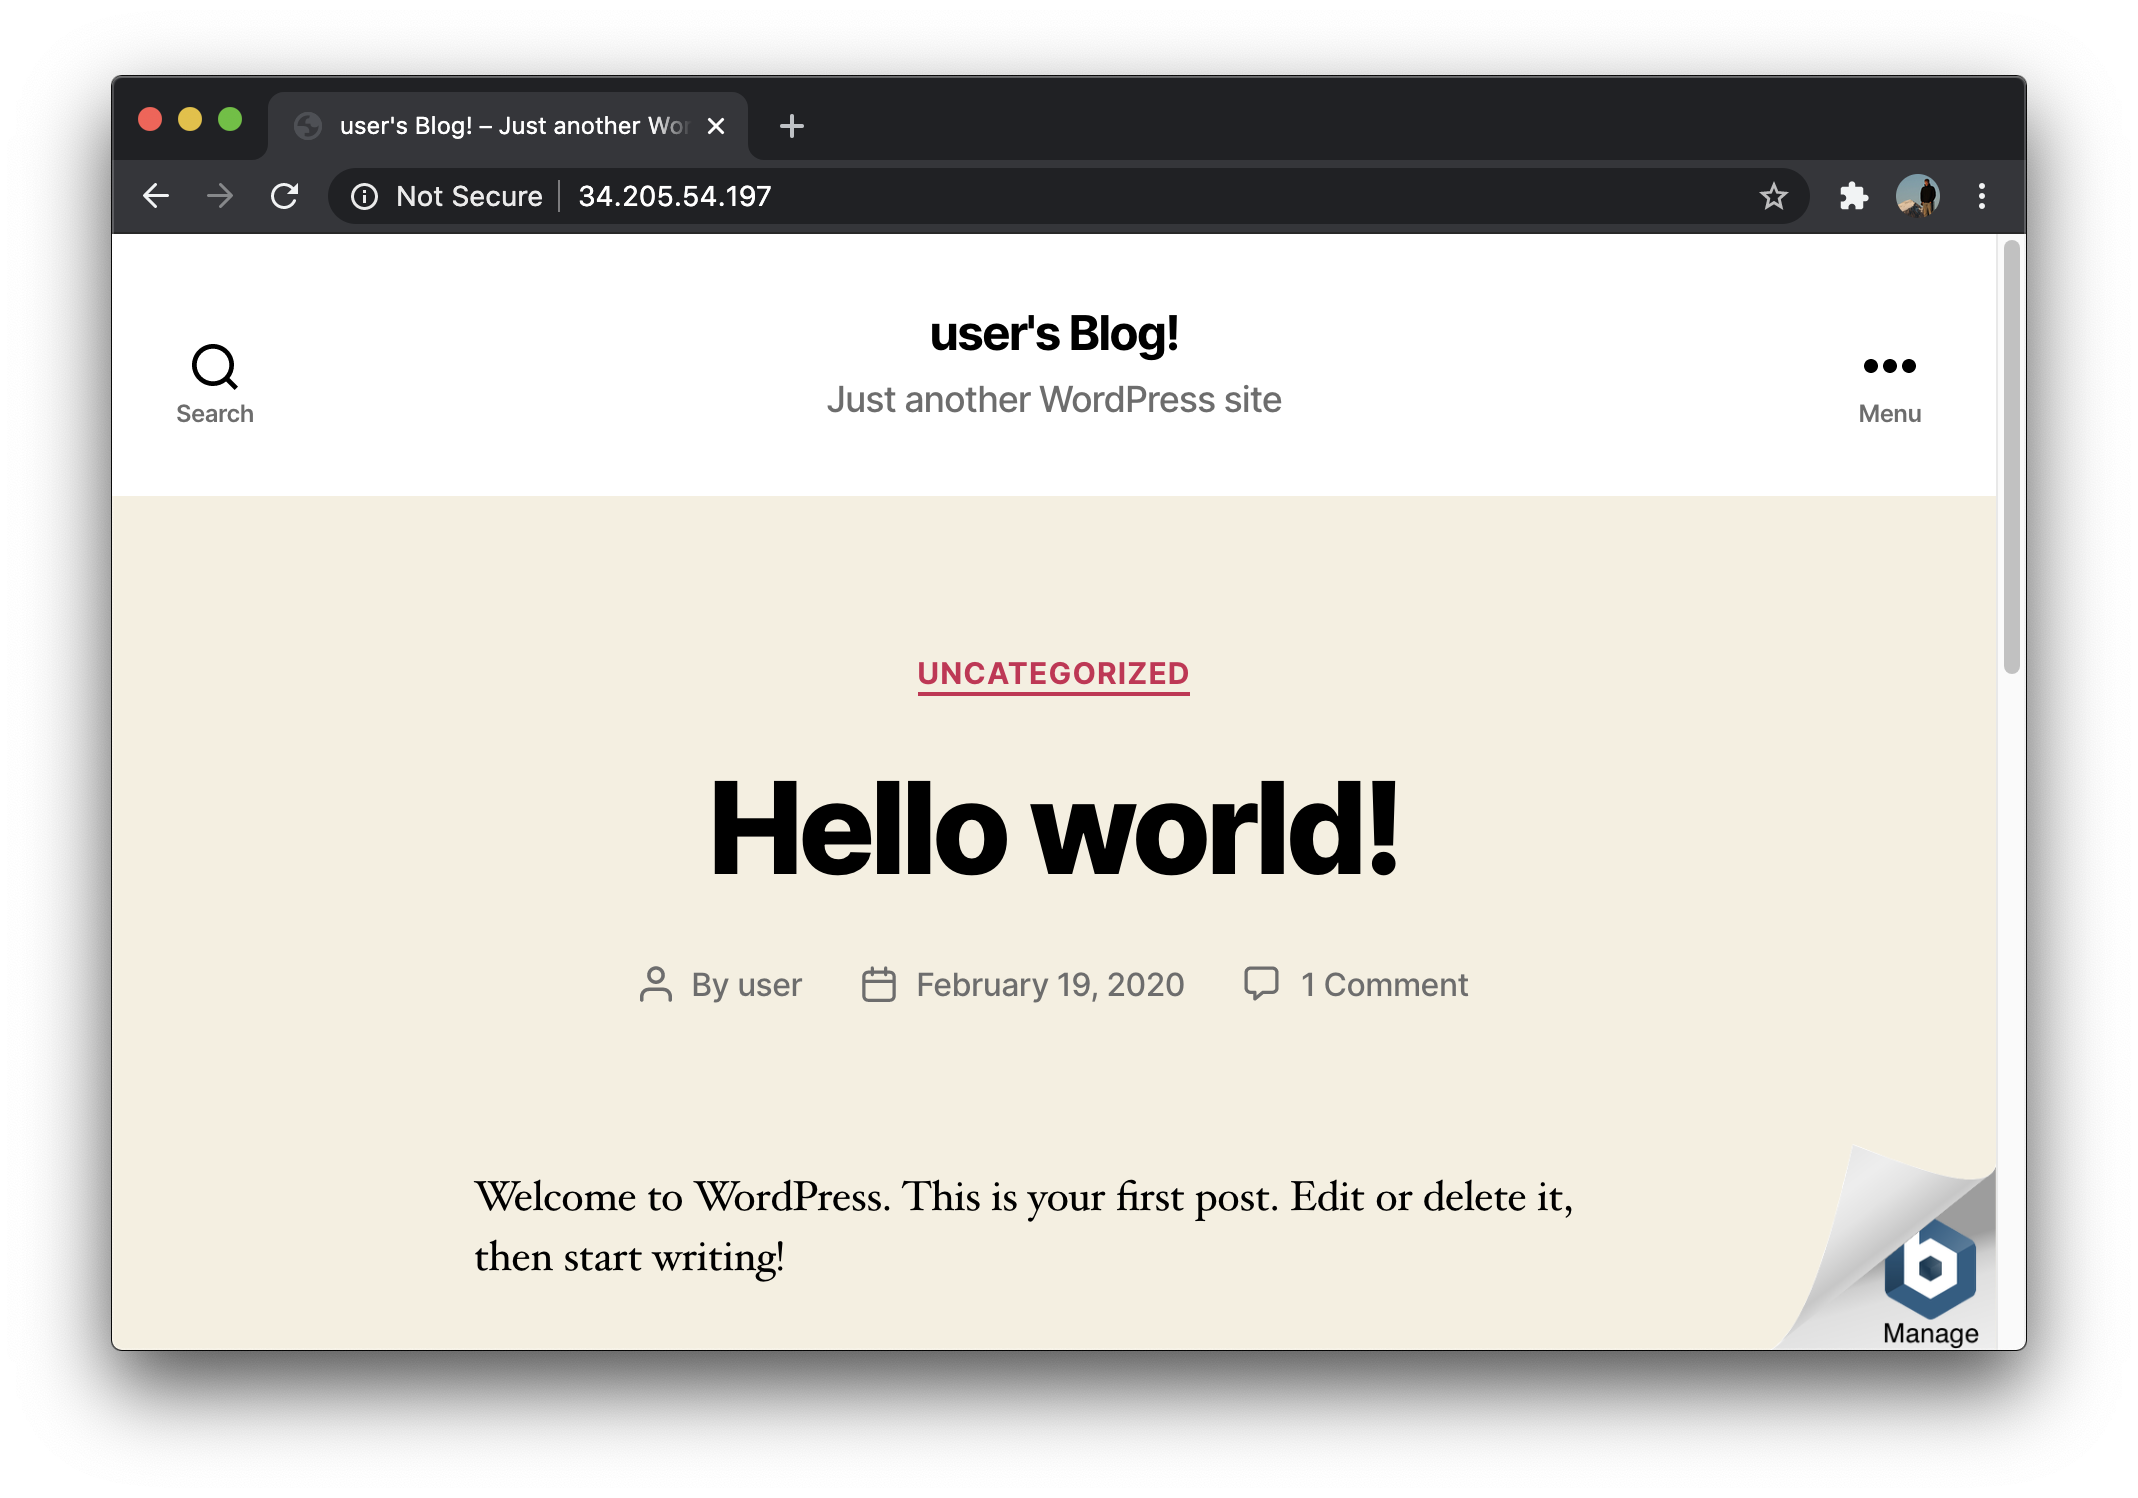 user's Blog! – Just another Wor
Not Secure 34.205.54.197
user's Blog!
Just another WordPress site
Search
Menu
UNCATEGORIZED
Hello world!
By user February 19, 2020 1 Comment
Welcome to WordPress. This is your first post. Edit or delete it,
then start writing!
b
Manage